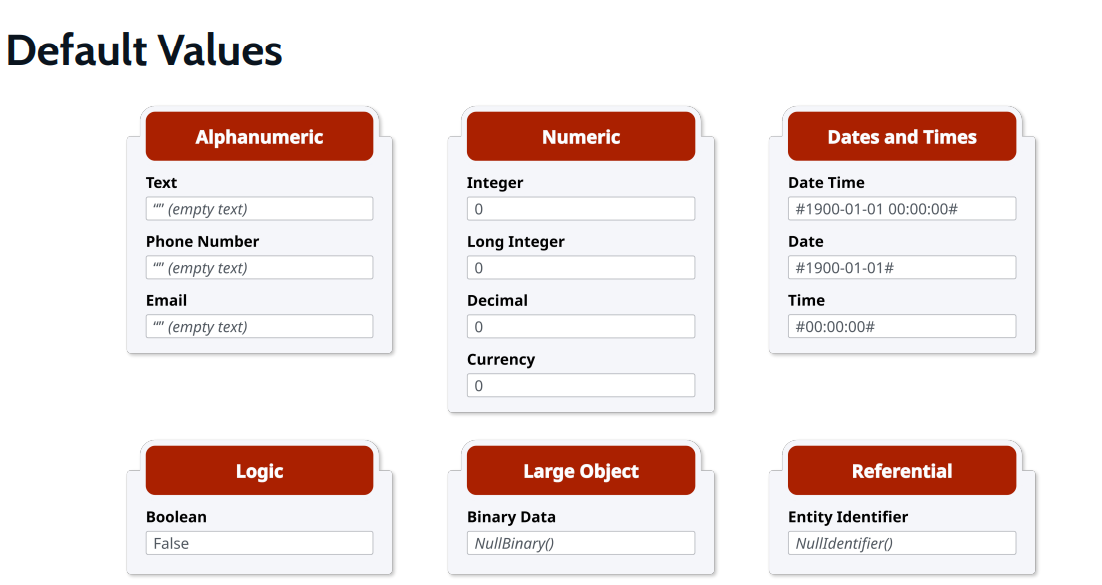 Default Values
Alphanumeric
Text
“” (empty text)
Phone Number
“” (empty text)
Email
“” (empty text)
Numeric
Integer
0
Long Integer
0
Decimal
0
Currency
0
Dates and Times
Date Time
#1900-01-01 00:00:00#
Date
#1900-01-01#
Time
#00:00:00#
Logic
Boolean
False
Large Object
Binary Data
NullBinary()
Referential
Entity Identifier
NullIdentifier()